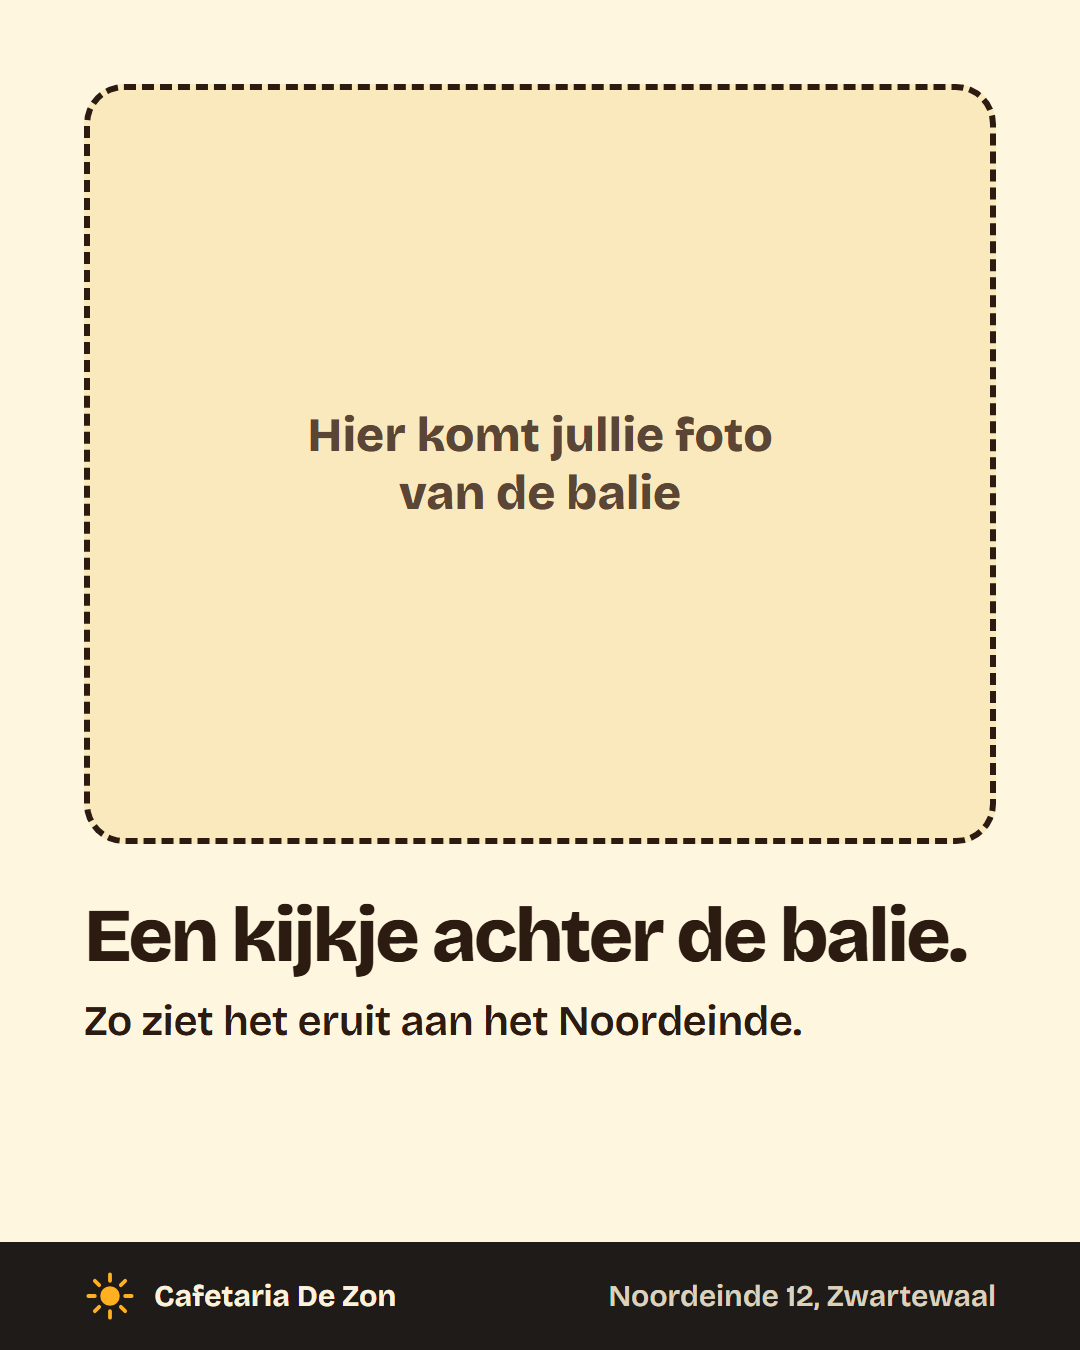 Hier komt jullie foto
van de balie
Een kijkje achter de balie.
Zo ziet het eruit aan het Noordeinde.
Cafetaria De Zon
Noordeinde 12, Zwartewaal